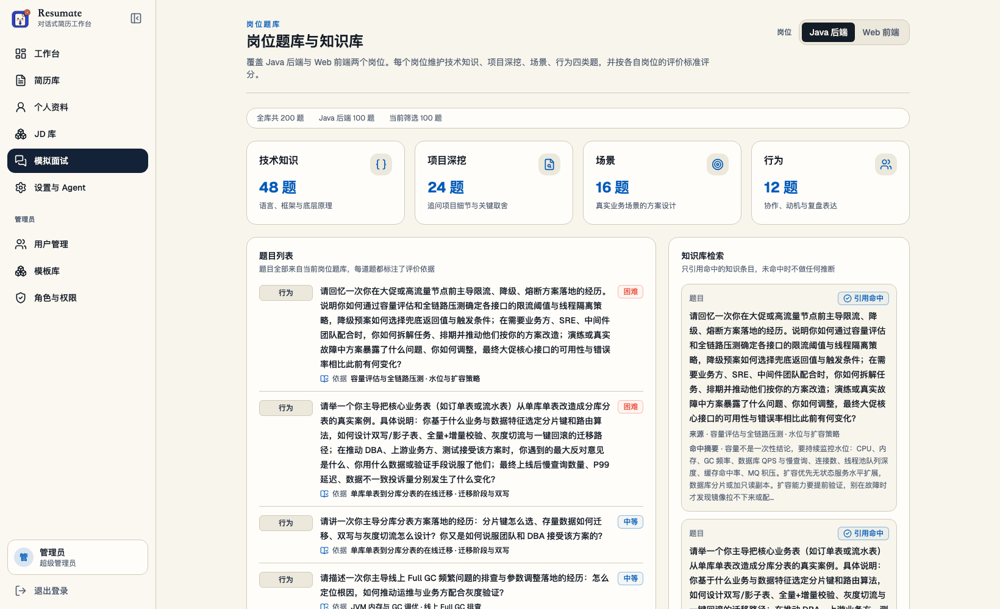 Resumate
对话式简历工作台
工作台
简历库
个人资料
JD 库
模拟面试
设置与 Agent
管理员
用户管理
模板库
角色与权限
管
管理员
超级管理员
退出登录
岗位题库
岗位题库与知识库
覆盖 Java 后端与 Web 前端两个岗位。每个岗位维护技术知识、项目深挖、场景、行为四类题，并按各自岗位的评价标准评
分。
岗位
Java 后端
Web 前端
全库共 200 题
Java 后端 100 题
当前筛选 100 题
技术知识
48 题
语言、框架与底层原理
项目深挖
24 题
追问项目细节与关键取舍
场景
16 题
真实业务场景的方案设计
行为
12 题
协作、动机与复盘表达
题目列表
题目全部来自当前岗位题库，每道题都标注了评价依据
行为
请回忆一次你在大促或高流量节点前主导限流、降级、熔断方案落地的经历。
说明你如何通过容量评估和全链路压测确定各接口的限流阈值与线程隔离策
略，降级预案如何选择兜底返回值与触发条件；在需要业务方、SRE、中间件
团队配合时，你如何拆解任务、排期并推动他们按你的方案改造；演练或真实
故障中方案暴露了什么问题、你如何调整，最终大促核心接口的可用性与错误
率相比此前有何变化？
困难
依据 容量评估与全链路压测 · 水位与扩容策略
行为
请举一个你主导把核心业务表（如订单表或流水表）从单库单表改造成分库分
表的真实案例。具体说明：你基于什么业务与数据特征选定分片键和路由算
法，如何设计双写/影子表、全量+增量校验、灰度切流与一键回滚的迁移路
径；在推动 DBA、上游业务方、测试接受该方案时，你遇到的最大反对意见
是什么、你用什么数据或验证手段说服了他们；最终上线后慢查询数量、P99
延迟、数据不一致投诉量分别发生了什么变化？
困难
依据 单库单表到分库分表的在线迁移 · 迁移阶段与双写
行为
请讲一次你主导分库分表方案落地的经历：分片键怎么选、存量数据如何迁
移、双写与灰度切流怎么设计？你又是如何说服团队和 DBA 接受该方案的？
中等
依据 单库单表到分库分表的在线迁移 · 迁移阶段与双写
行为
请描述一次你主导线上 Full GC 频繁问题的排查与参数调整落地的经历：怎么
定位根因，如何推动运维与业务方配合灰度验证？
中等
依据 JVM 内存与 GC 调优 · 线上 Full GC 排查
知识库检索
只引用命中的知识条目，未命中时不做任何推断
题目
引用命中
请回忆一次你在大促或高流量节点前主导限流、降
级、熔断方案落地的经历。说明你如何通过容量评估
和全链路压测确定各接口的限流阈值与线程隔离策
略，降级预案如何选择兜底返回值与触发条件；在需
要业务方、SRE、中间件团队配合时，你如何拆解任
务、排期并推动他们按你的方案改造；演练或真实故
障中方案暴露了什么问题、你如何调整，最终大促核
心接口的可用性与错误率相比此前有何变化？
来源 · 容量评估与全链路压测 · 水位与扩容策略
命中摘要 · 容量不是一次性结论，要持续监控水位：CPU、内
存、GC 频率、数据库 QPS 与慢查询、连接数、线程池队列深
度、缓存命中率、MQ 积压。扩容优先无状态服务水平扩展，
数据库分片或加只读副本。扩容能力要提前验证，别在故障时
才发现镜像拉不下来或配...
题目
引用命中
请举一个你主导把核心业务表（如订单表或流水表）
从单库单表改造成分库分表的真实案例。具体说明：
你基于什么业务与数据特征选定分片键和路由算法，
如何设计双写/影子表、全量+增量校验、灰度切流与
一键回滚的迁移路径；在推动 DBA、上游业务方、测